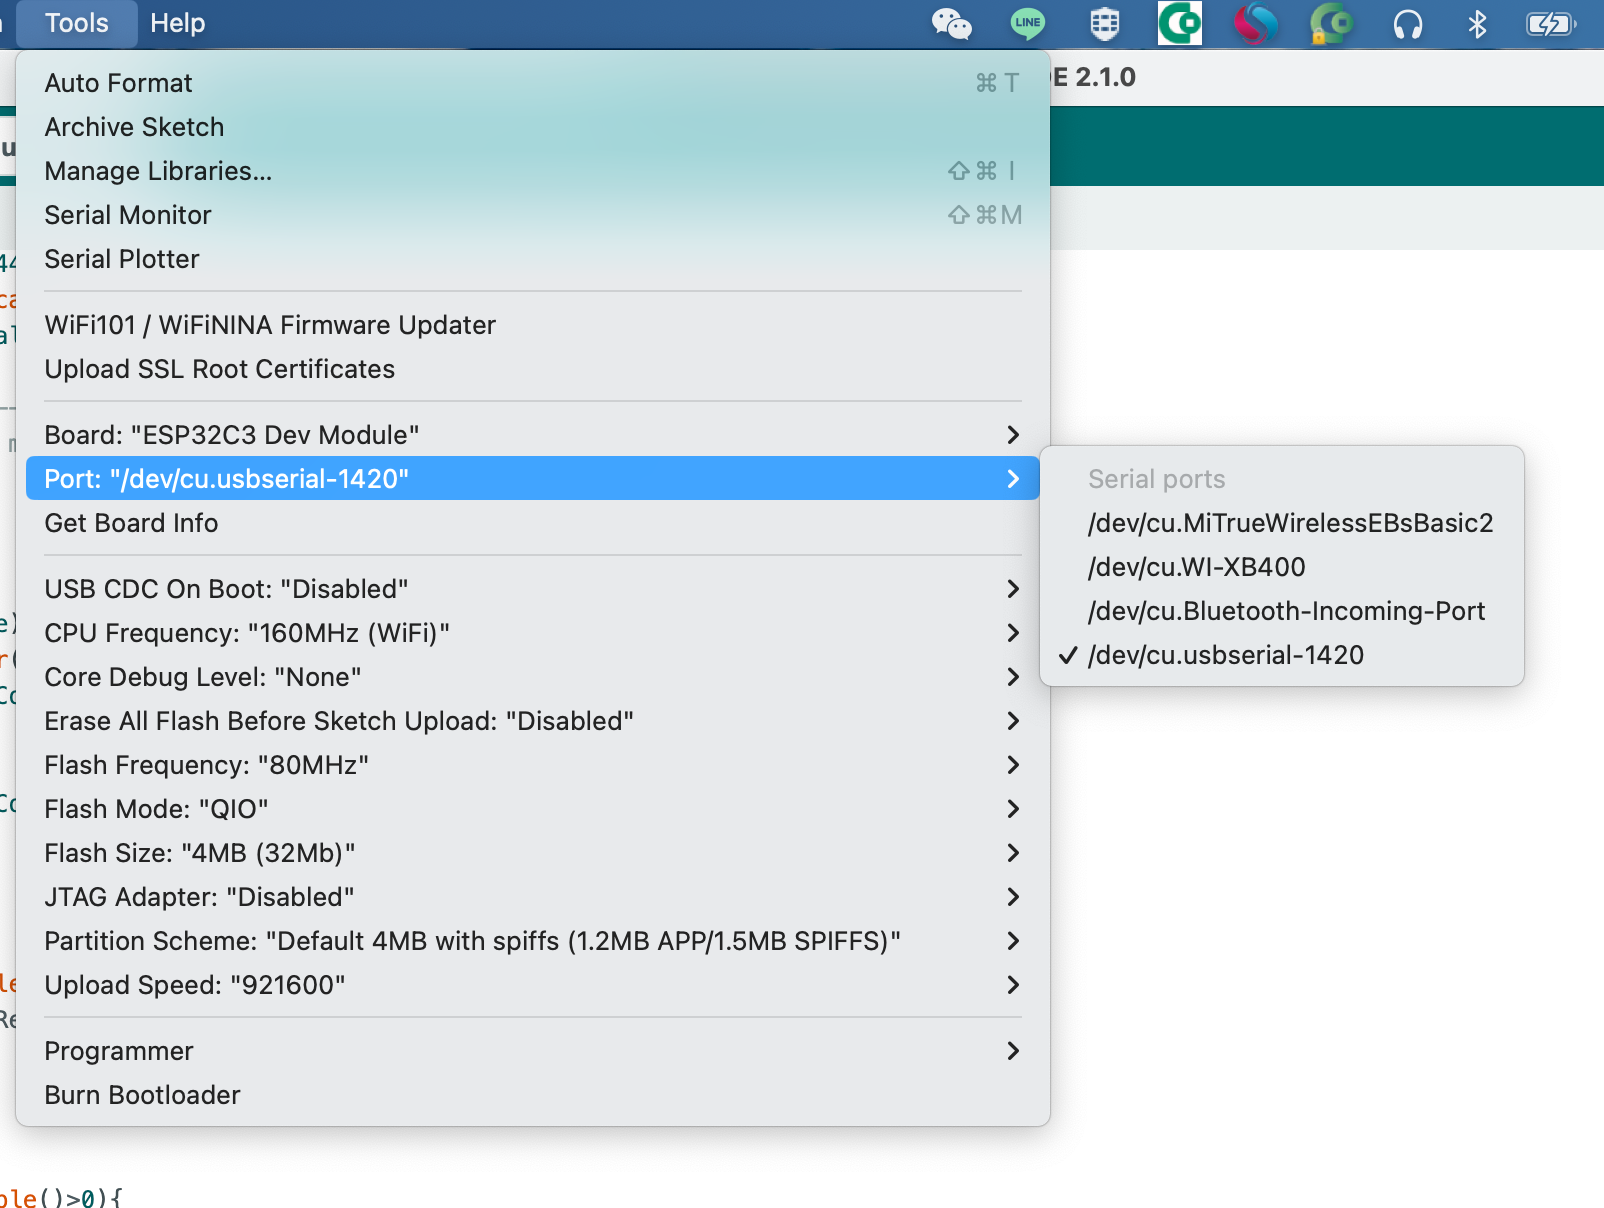 Tools Help
LINE
E 2.1.0
Auto Format ⌘ T
Archive Sketch
Manage Libraries... ⇧ ⌘ I
Serial Monitor ⇧ ⌘ M
Serial Plotter
WiFi101 / WiFiNINA Firmware Updater
Upload SSL Root Certificates
Board: "ESP32C3 Dev Module"
Port: "/dev/cu.usbserial-1420"
Serial ports
/dev/cu.MiTrueWirelessEBsBasic2
/dev/cu.WI-XB400
/dev/cu.Bluetooth-Incoming-Port
✓ /dev/cu.usbserial-1420
Get Board Info
USB CDC On Boot: "Disabled"
CPU Frequency: "160MHz (WiFi)"
Core Debug Level: "None"
Erase All Flash Before Sketch Upload: "Disabled"
Flash Frequency: "80MHz"
Flash Mode: "QIO"
Flash Size: "4MB (32Mb)"
JTAG Adapter: "Disabled"
Partition Scheme: "Default 4MB with spiffs (1.2MB APP/1.5MB SPIFFS)"
Upload Speed: "921600"
Programmer
Burn Bootloader
ble()>0){